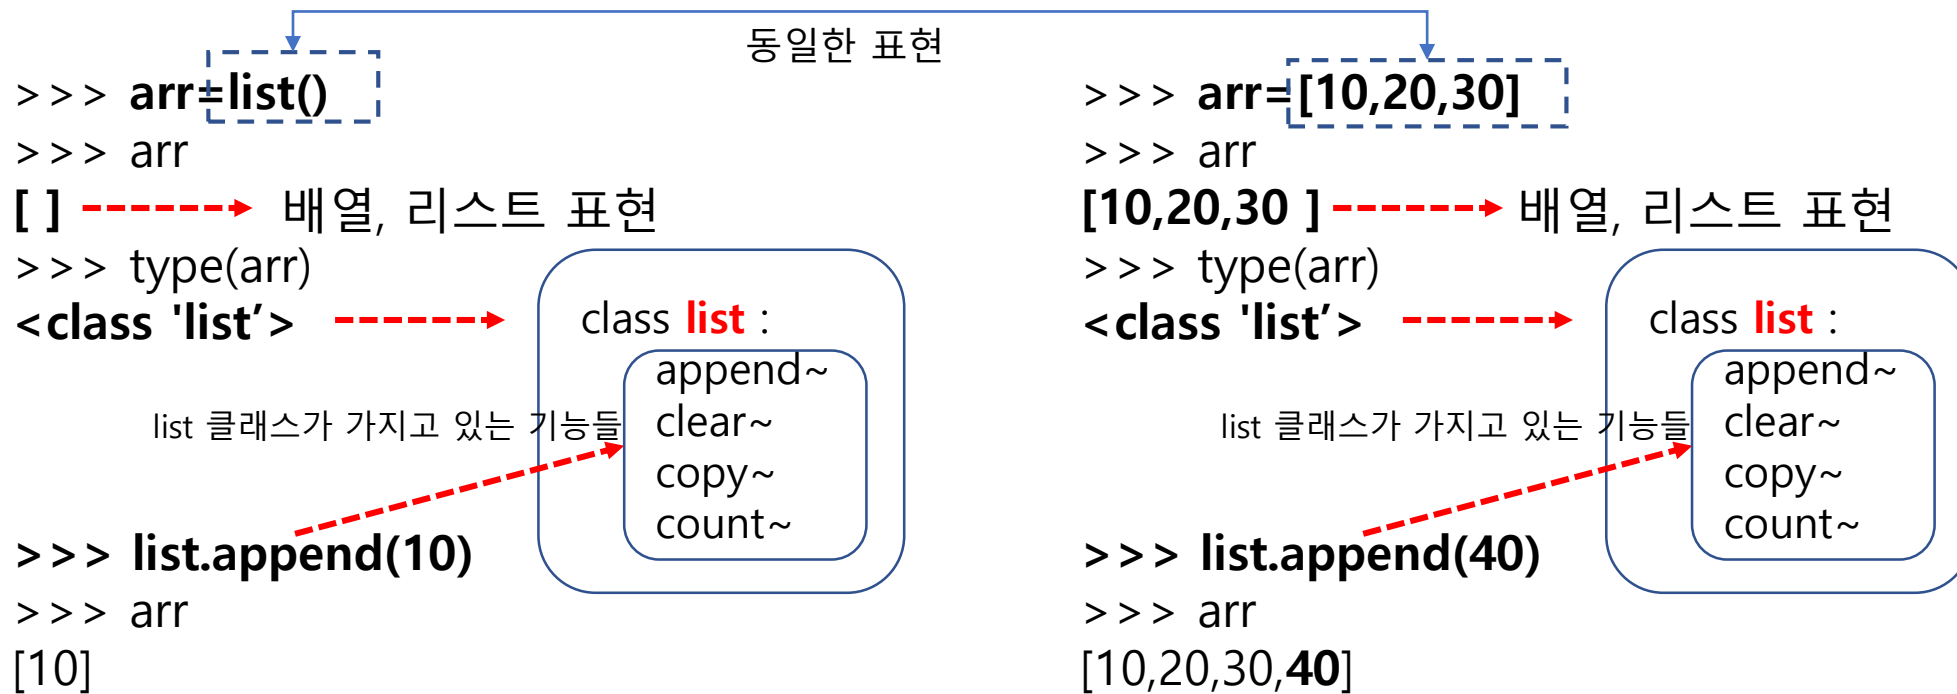 동일한 표현
>>> arr=list()
>>> arr
[ ] 배열, 리스트 표현
>>> type(arr)
<class 'list’>
class list :
append~
clear~
copy~
count~
list 클래스가 가지고 있는 기능들
>>> list.append(10)
>>> arr
[10]
>>> arr=[10,20,30]
>>> arr
[10,20,30 ] 배열, 리스트 표현
>>> type(arr)
<class 'list’>
class list :
append~
clear~
copy~
count~
list 클래스가 가지고 있는 기능들
>>> list.append(40)
>>> arr
[10,20,30,40]